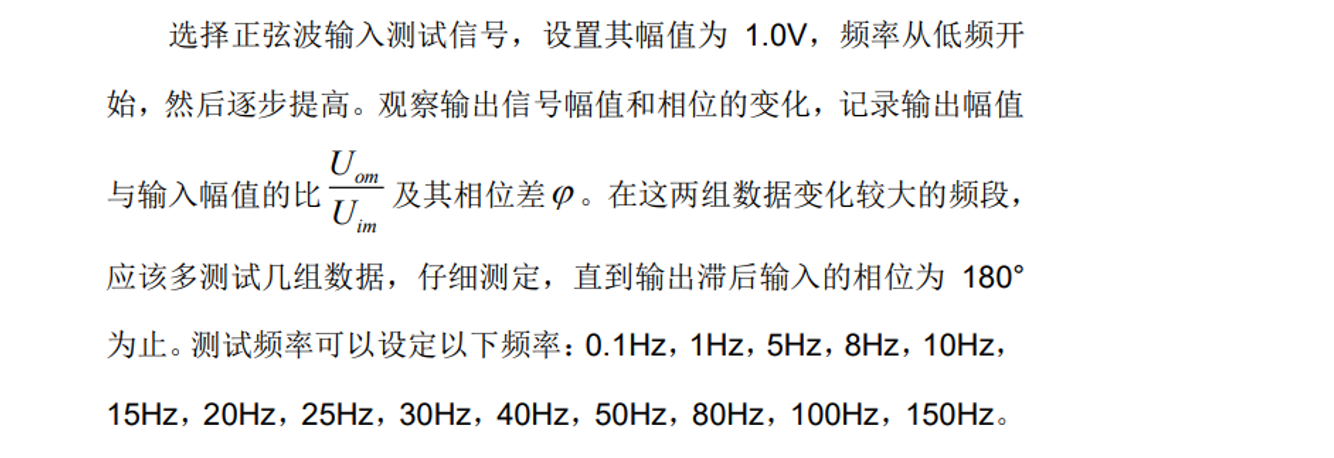 选择正弦波输入测试信号，设置其幅值为 1.0V，频率从低频开
始，然后逐步提高。观察输出信号幅值和相位的变化，记录输出幅值
与输入幅值的比 $\frac{U_{om}}{U_{im}}$ 及其相位差 φ。在这两组数据变化较大的频段，
应该多测试几组数据，仔细测定，直到输出滞后输入的相位为 180°
为止。测试频率可以设定以下频率：0.1Hz，1Hz，5Hz，8Hz，10Hz，
15Hz，20Hz，25Hz，30Hz，40Hz，50Hz，80Hz，100Hz，150Hz。